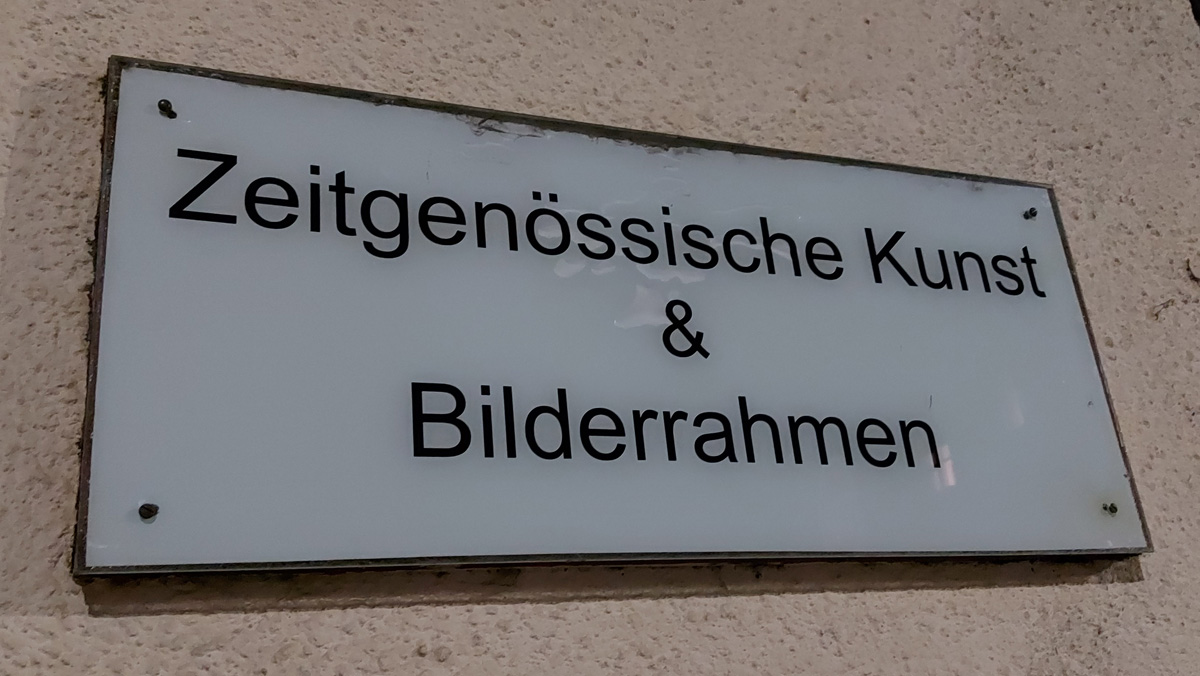 Zeitgenössische Kunst
&
Bilderrahmen